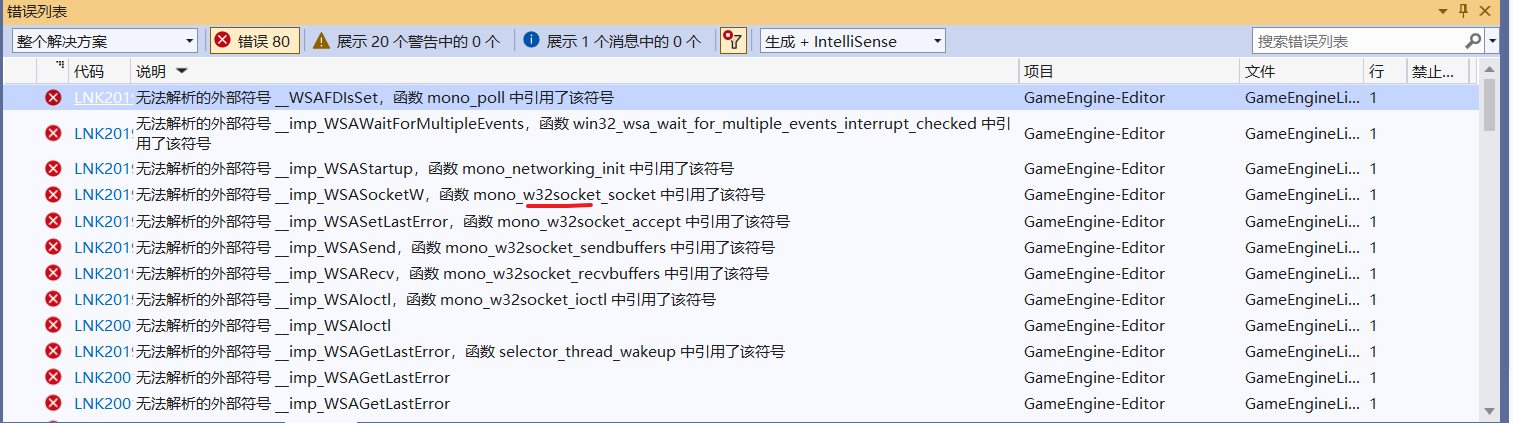 错误列表
整个解决方案 错误 80 展示 20 个警告中的 0 个 展示 1 个消息中的 0 个 生成 + IntelliSense 搜索错误列表
代码 说明 项目 文件 行 禁止...
LNK2019 无法解析的外部符号 __WSAFDIsSet，函数 mono_poll 中引用了该符号 GameEngine-Editor GameEngineLi... 1
LNK2019 无法解析的外部符号 __imp_WSAWaitForMultipleEvents，函数 win32_wsa_wait_for_multiple_events_interrupt_checked 中引 GameEngine-Editor GameEngineLi... 1
用了该符号
LNK2019 无法解析的外部符号 __imp_WSAStartup，函数 mono_networking_init 中引用了该符号 GameEngine-Editor GameEngineLi... 1
LNK2019 无法解析的外部符号 __imp_WSASocketW，函数 mono_w32socket_socket 中引用了该符号 GameEngine-Editor GameEngineLi... 1
LNK2019 无法解析的外部符号 __imp_WSASetLastError，函数 mono_w32socket_accept 中引用了该符号 GameEngine-Editor GameEngineLi... 1
LNK2019 无法解析的外部符号 __imp_WSASend，函数 mono_w32socket_sendbuffers 中引用了该符号 GameEngine-Editor GameEngineLi... 1
LNK2019 无法解析的外部符号 __imp_WSARecv，函数 mono_w32socket_recvbuffers 中引用了该符号 GameEngine-Editor GameEngineLi... 1
LNK2019 无法解析的外部符号 __imp_WSAIoctl，函数 mono_w32socket_ioctl 中引用了该符号 GameEngine-Editor GameEngineLi... 1
LNK200 无法解析的外部符号 __imp_WSAIoctl GameEngine-Editor GameEngineLi... 1
LNK2019 无法解析的外部符号 __imp_WSAGetLastError，函数 selector_thread_wakeup 中引用了该符号 GameEngine-Editor GameEngineLi... 1
LNK200 无法解析的外部符号 __imp_WSAGetLastError GameEngine-Editor GameEngineLi... 1
LNK200 无法解析的外部符号 __imp_WSAGetLastError GameEngine-Editor GameEngineLi... 1